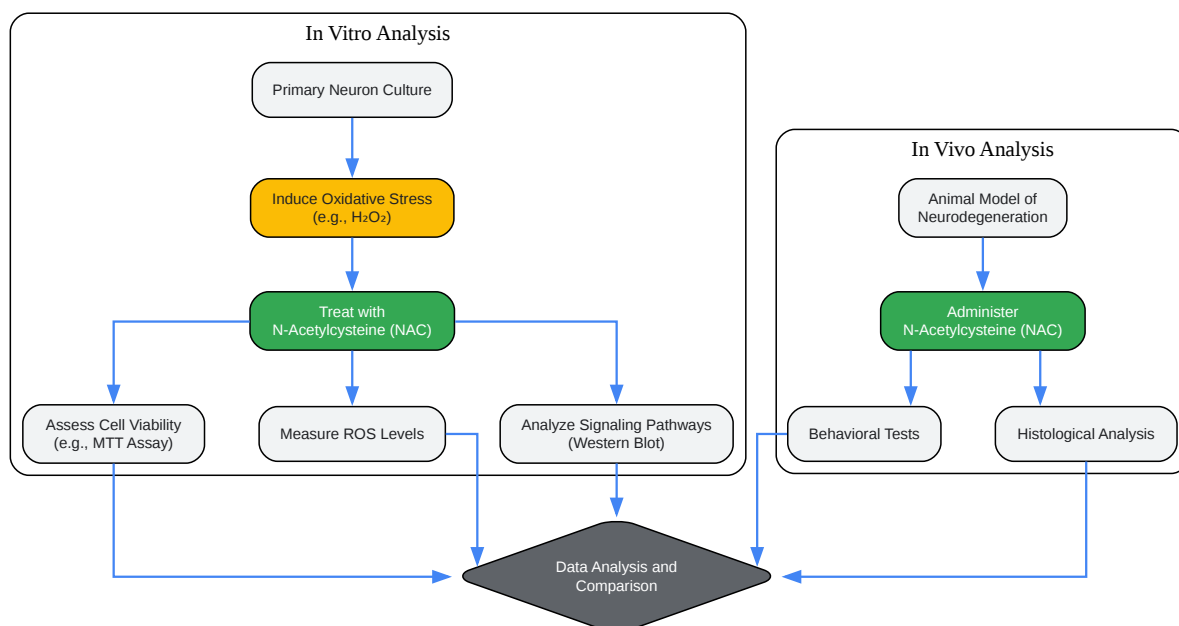 In Vitro Analysis
Primary Neuron Culture
Induce Oxidative Stress
(e.g., H₂O₂)
Treat with
N-Acetylcysteine (NAC)
Assess Cell Viability
(e.g., MTT Assay)
Measure ROS Levels
Analyze Signaling Pathways
(Western Blot)
In Vivo Analysis
Animal Model of
Neurodegeneration
Administer
N-Acetylcysteine (NAC)
Behavioral Tests
Histological Analysis
Data Analysis and
Comparison